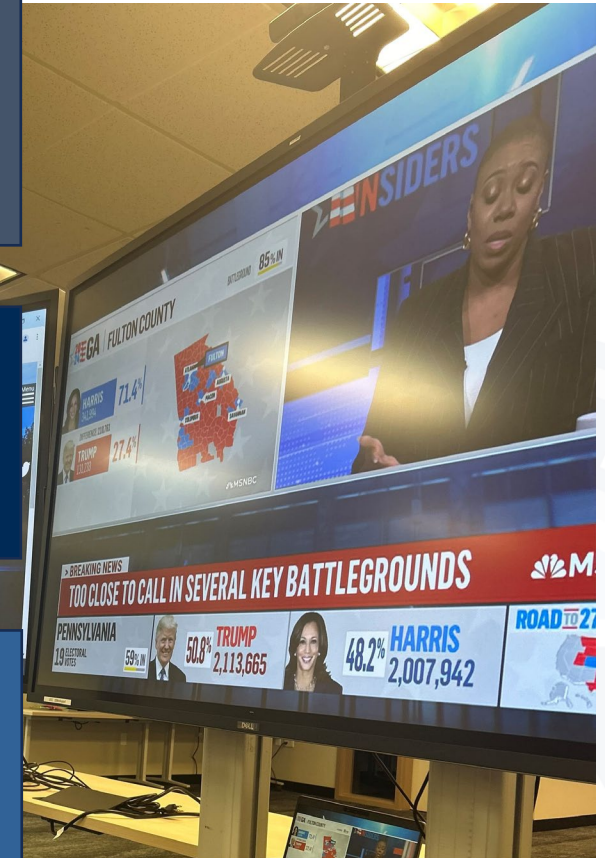 INSIDERS
BATTLEGROUND 85% IN
GA | FULTON COUNTY
HARRIS
71.4%
TRUMP
27.4%
FULTON
SAVANNAH
MSNBC
BREAKING NEWS
TOO CLOSE TO CALL IN SEVERAL KEY BATTLEGROUNDS
PENNSYLVANIA
19 ELECTORAL VOTES
59% IN
50.8%
TRUMP
2,113,665
48.2%
HARRIS
2,007,942
ROAD TO 27
DELL